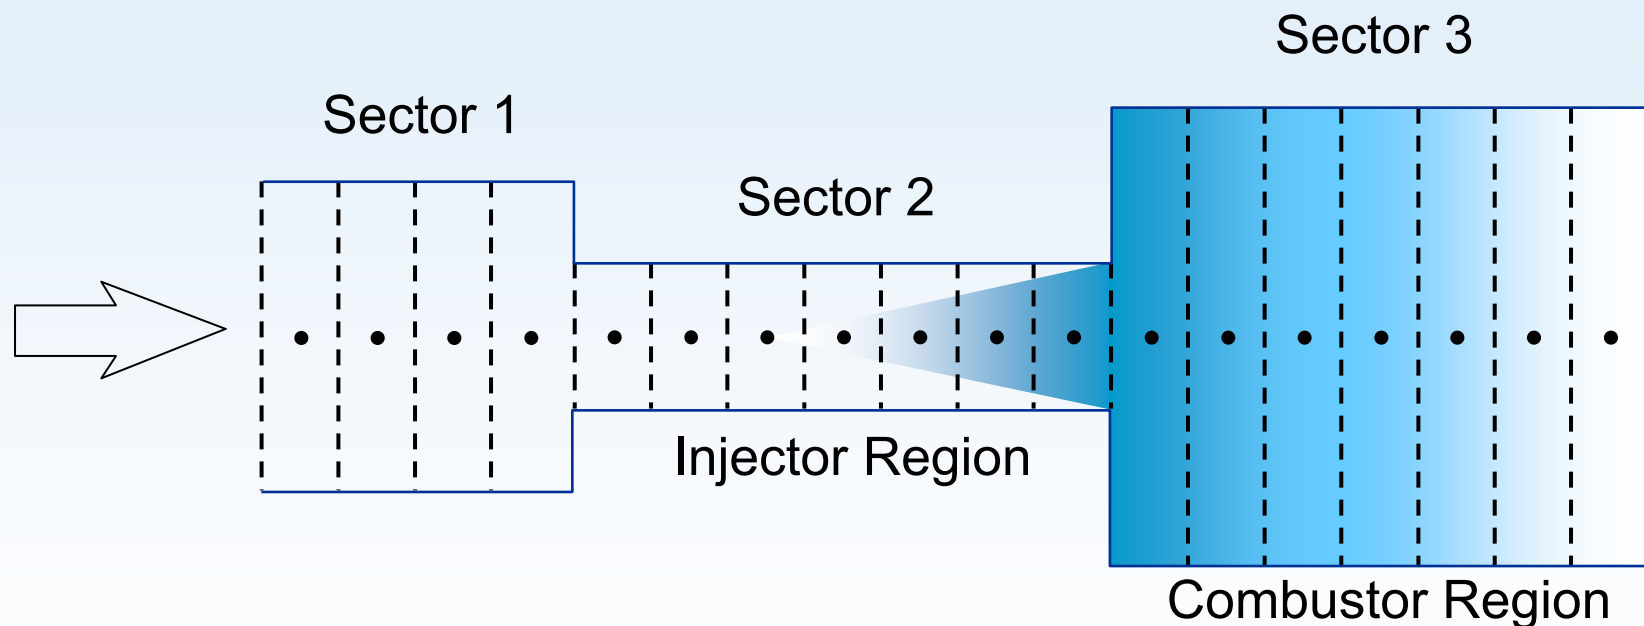 Sector 3
Sector 1
Sector 2
Injector Region
Combustor Region